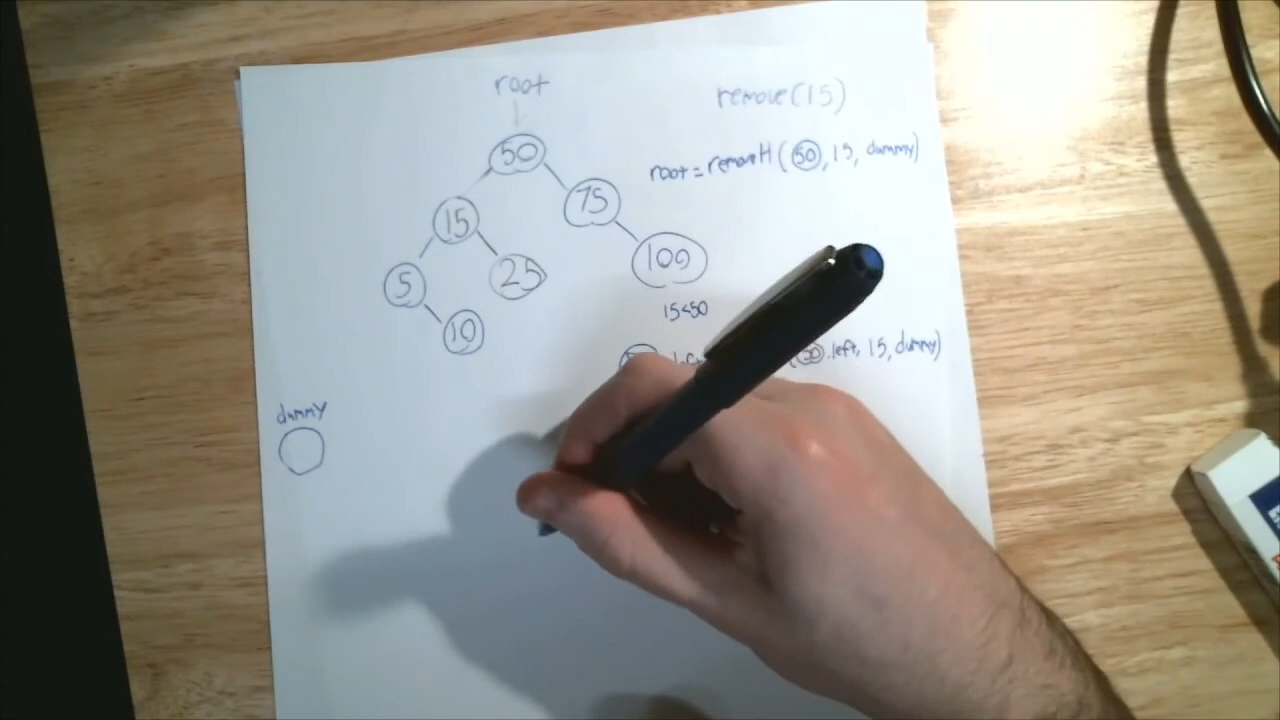 root
remove(15)
50
root = removeH(50, 15, dummy)
15
75
5
25
100
10
15<50
.left, 15, dummy)
dummy